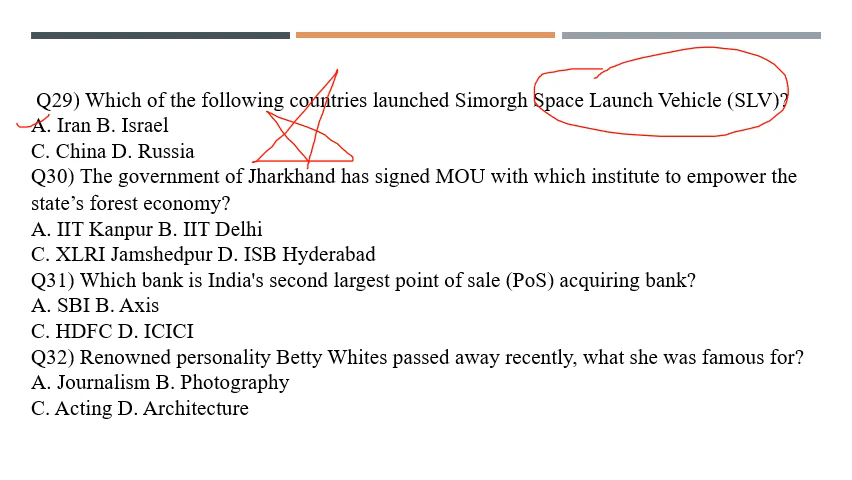 Q29) Which of the following countries launched Simorgh Space Launch Vehicle (SLV)?
A. Iran B. Israel
C. China D. Russia
Q30) The government of Jharkhand has signed MOU with which institute to empower the
state’s forest economy?
A. IIT Kanpur B. IIT Delhi
C. XLRI Jamshedpur D. ISB Hyderabad
Q31) Which bank is India's second largest point of sale (PoS) acquiring bank?
A. SBI B. Axis
C. HDFC D. ICICI
Q32) Renowned personality Betty Whites passed away recently, what she was famous for?
A. Journalism B. Photography
C. Acting D. Architecture